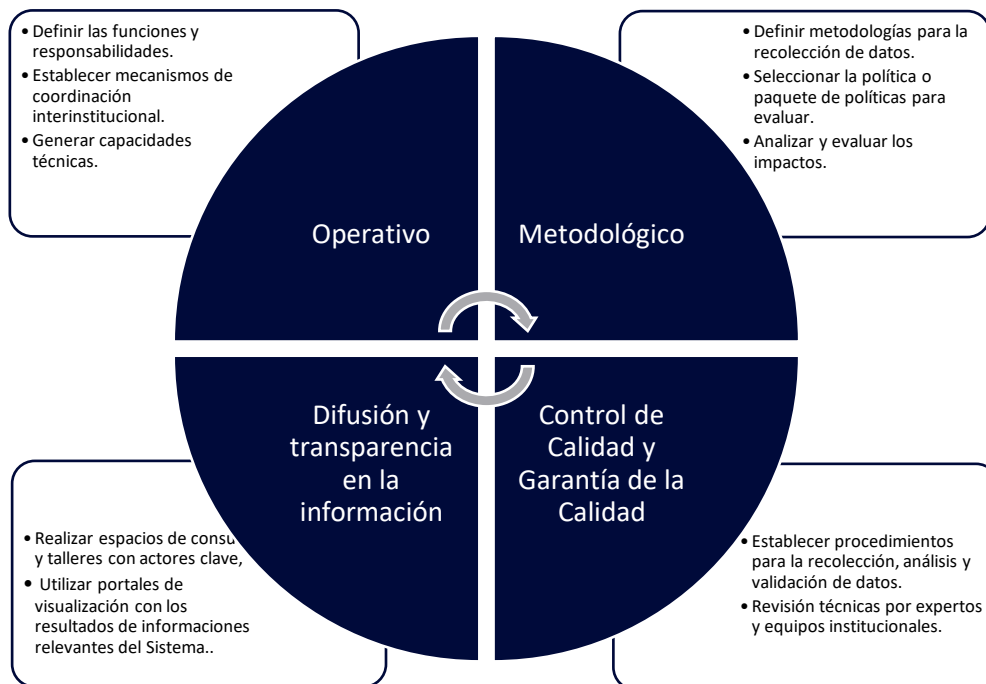 • Definir las funciones y
responsabilidades.
• Establecer mecanismos de
coordinación
interinstitucional.
• Generar capacidades
técnicas.
• Definir metodologías para la
recolección de datos.
• Seleccionar la política o
paquete de políticas para
evaluar.
• Analizar y evaluar los
impactos.
Operativo
Metodológico
Difusión y
transparencia
en la
información
Control de
Calidad y
Garantía de la
Calidad
• Realizar espacios de
y talleres con actores clave,
• Utilizar portales de
visualización con los
resultados de informaciones
relevantes del Sistema..
• Establecer procedimientos
para la recolección, análisis y
validación de datos.
• Revisión técnicas por expertos
y equipos institucionales.